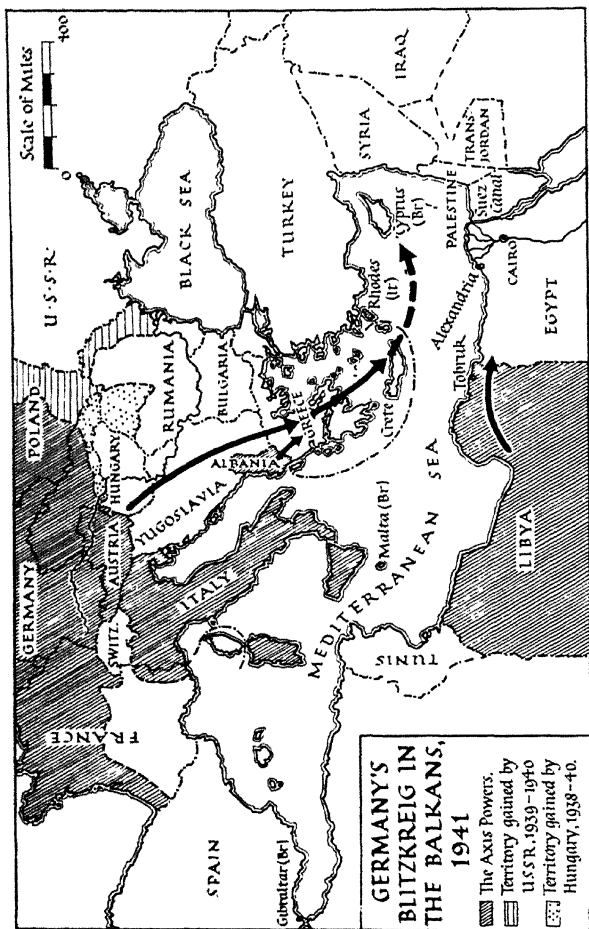 GERMANY'S
BLITZKREIG IN
THE BALKANS,
1941
The Axis Powers.
Territory gained by
U.S.S.R. 1939-1940
Territory gained by
Hungary, 1938-40.
Scale of Miles
0 400
U·S·S·R·
POLAND
GERMANY
FRANCE
SWITZ.
AUSTRIA
HUNGARY
RUMANIA
BLACK SEA
YUGOSLAVIA
BULGARIA
ITALY
ALBANIA
GREECE
TURKEY
SPAIN
Gibraltar (Br)
Malta (Br)
Crete
Rhodes
(It)
Cyprus
(Br)
SYRIA
IRAQ
MEDITERRANEAN SEA
TUNIS
LIBYA
Tobruk
Alexandria
PALESTINE
TRANS-
JORDAN
Suez
Canal
CAIRO
EGYPT